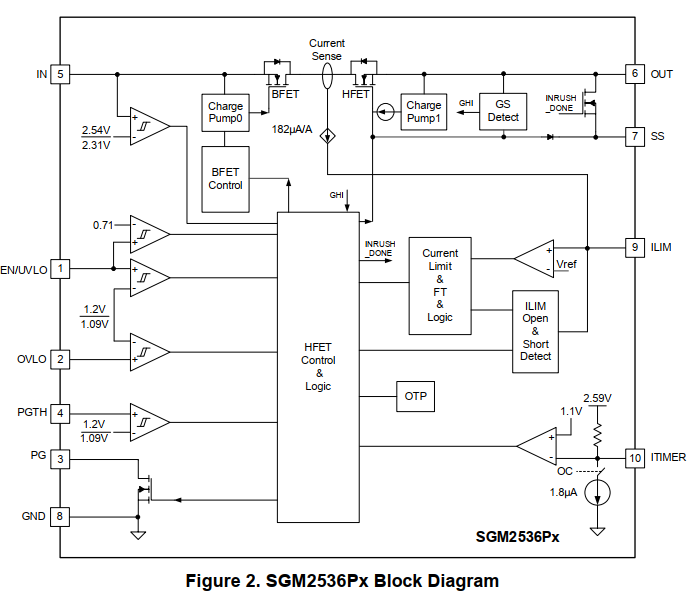 Current
Sense
IN
5
BFET
HFET
6
OUT
Charge
Pump0
182µA/A
Charge
Pump1
GHI
GS
Detect
INRUSH
_DONE
7
SS
2.54V
2.31V
+
-
BFET
Control
GHI
0.71
-
+
INRUSH
_DONE
Current
Limit
&
FT
&
Logic
+
-
Vref
9
ILIM
EN/UVLO
1
+
-
1.2V
1.09V
ILIM
Open
&
Short
Detect
HFET
Control
&
Logic
OVLO
2
-
+
OTP
2.59V
1.1V
PGTH
4
+
-
1.2V
1.09V
+
-
10
ITIMER
PG
3
OC
1.8µA
GND
8
SGM2536Px
Figure 2. SGM2536Px Block Diagram